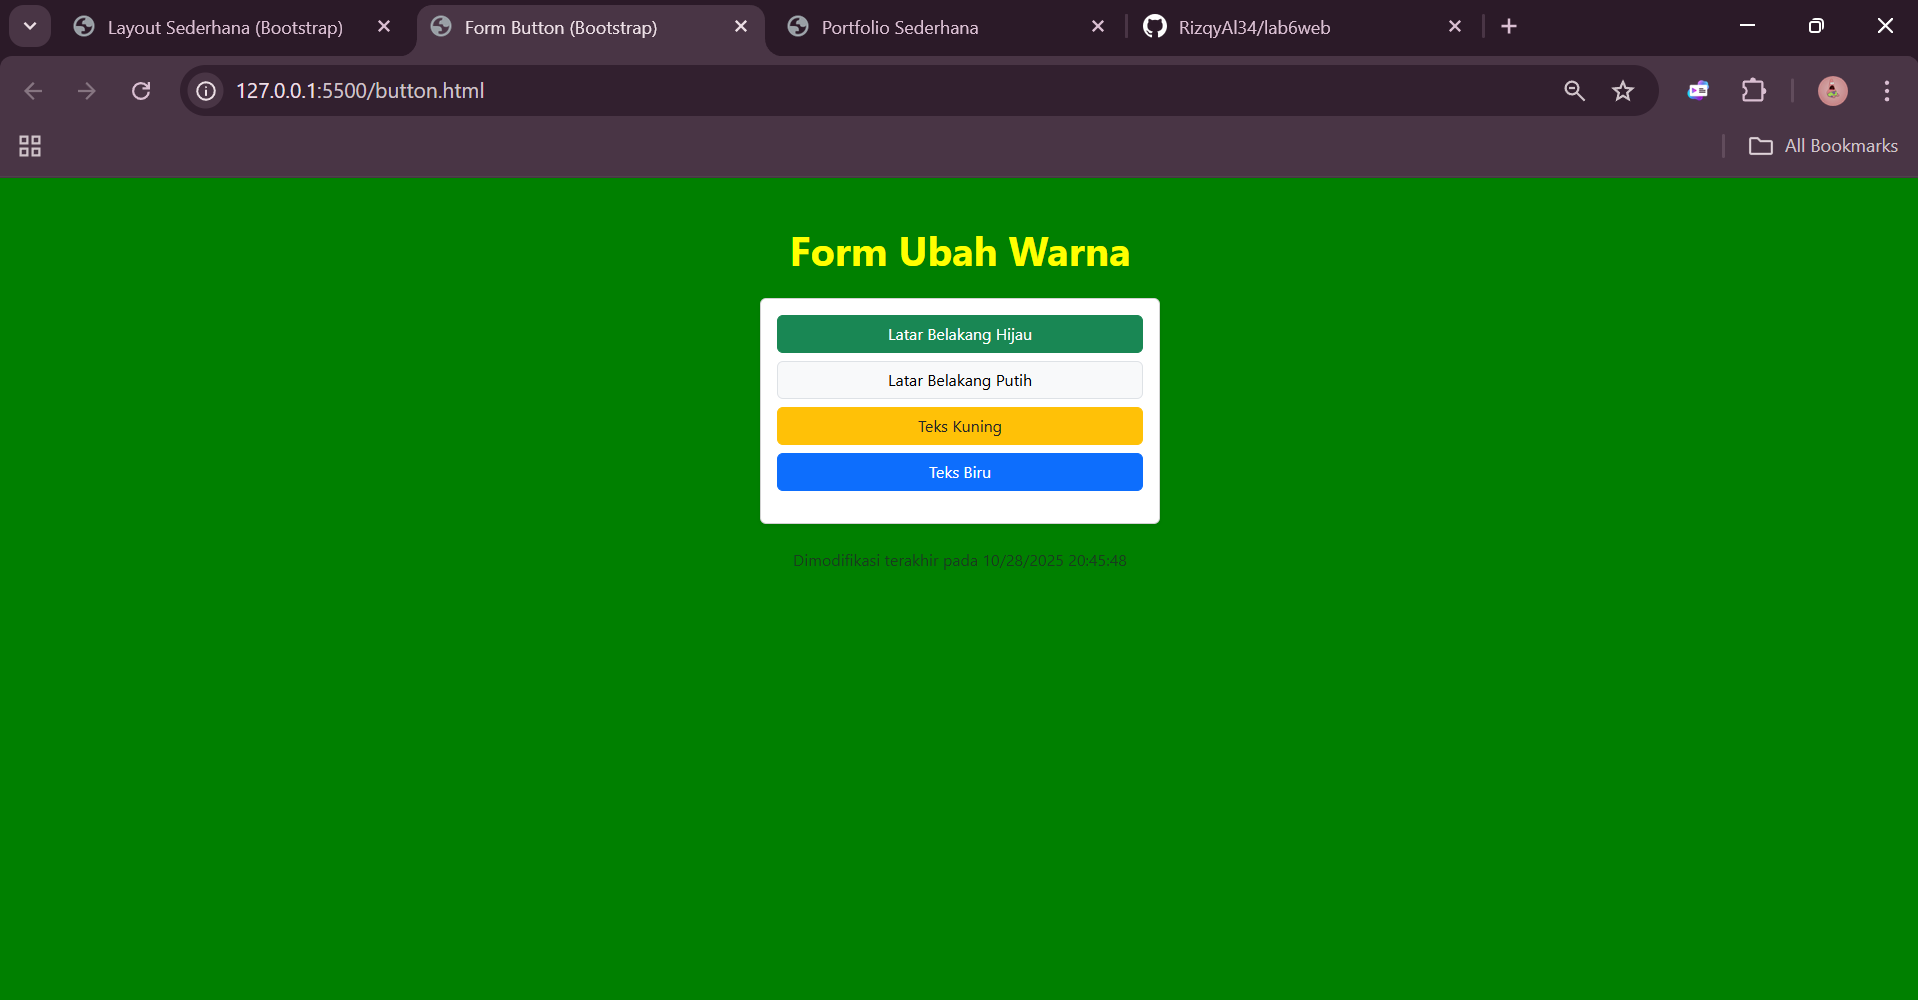 Layout Sederhana (Bootstrap)
Form Button (Bootstrap)
Portfolio Sederhana
RizqyAl34/lab6web
127.0.0.1:5500/button.html
All Bookmarks
Form Ubah Warna
Latar Belakang Hijau
Latar Belakang Putih
Teks Kuning
Teks Biru
Dimodifikasi terakhir pada 10/28/2025 20:45:48